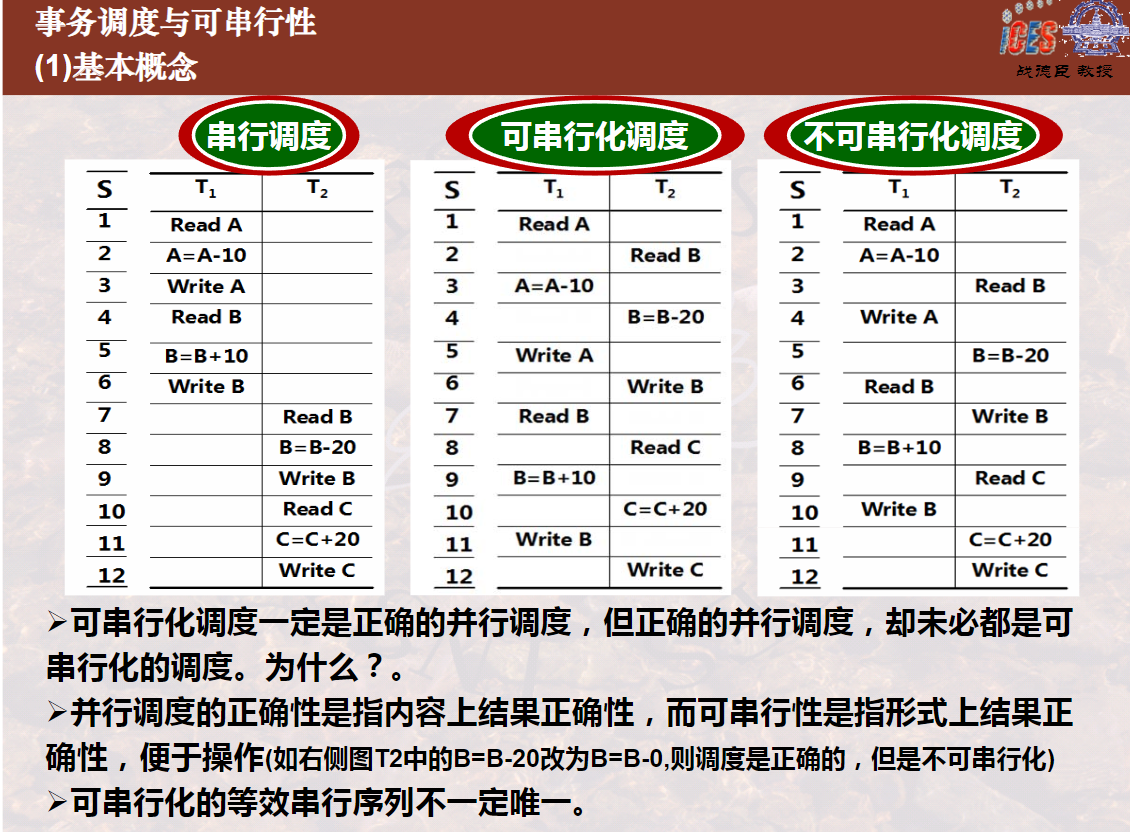 事务调度与可串行性
(1)基本概念
iCES
战德臣 教授
串行调度 可串行化调度 不可串行化调度
S T1 T2 S T1 T2 S T1 T2
1 Read A 1 Read A 1 Read A
2 A=A-10 2 Read B 2 A=A-10
3 Write A 3 A=A-10 3 Read B
4 Read B 4 B=B-20 4 Write A
5 B=B+10 5 Write A 5 B=B-20
6 Write B 6 Write B 6 Read B
7 Read B 7 Read B 7 Write B
8 B=B-20 8 Read C 8 B=B+10
9 Write B 9 B=B+10 9 Read C
10 Read C 10 C=C+20 10 Write B
11 C=C+20 11 Write B 11 C=C+20
12 Write C 12 Write C 12 Write C
➢可串行化调度一定是正确的并行调度，但正确的并行调度，却未必都是可
串行化的调度。为什么？。
➢并行调度的正确性是指内容上结果正确性，而可串行性是指形式上结果正
确性，便于操作(如右侧图T2中的B=B-20改为B=B-0,则调度是正确的，但是不可串行化)
➢可串行化的等效串行序列不一定唯一。